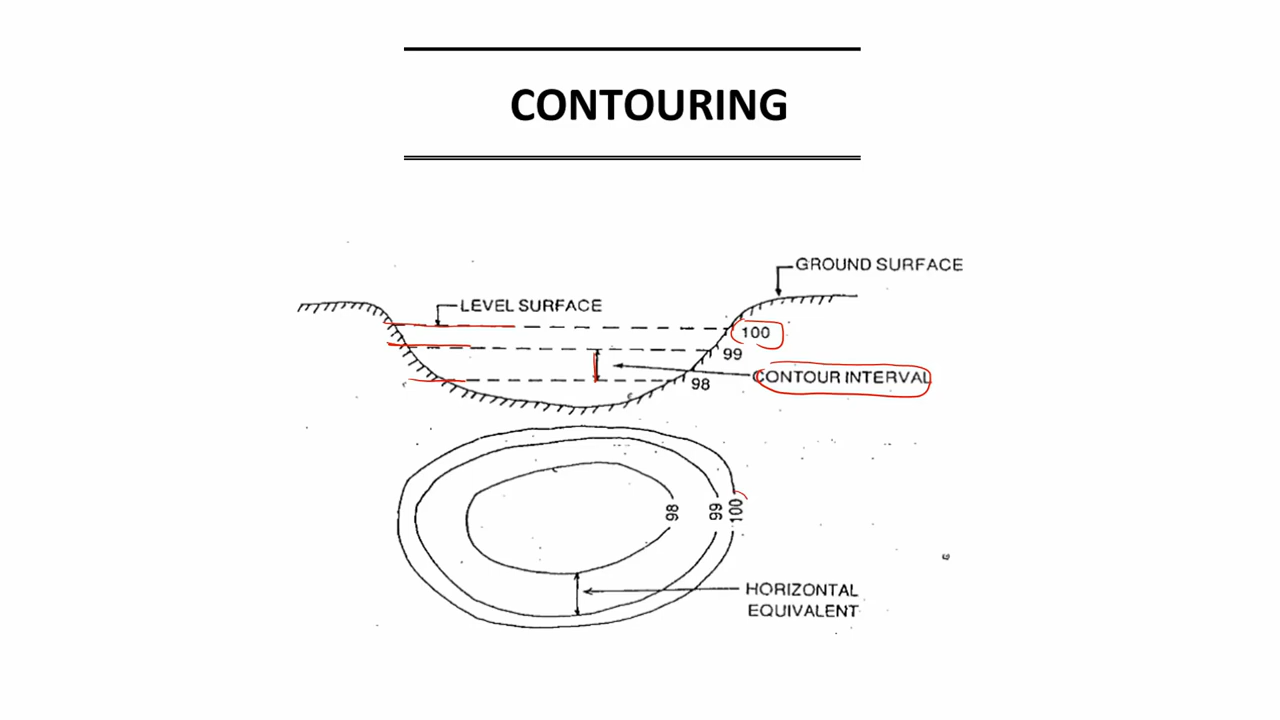 CONTOURING
GROUND SURFACE
LEVEL SURFACE
100
99
CONTOUR INTERVAL
98
98
99
100
HORIZONTAL
EQUIVALENT